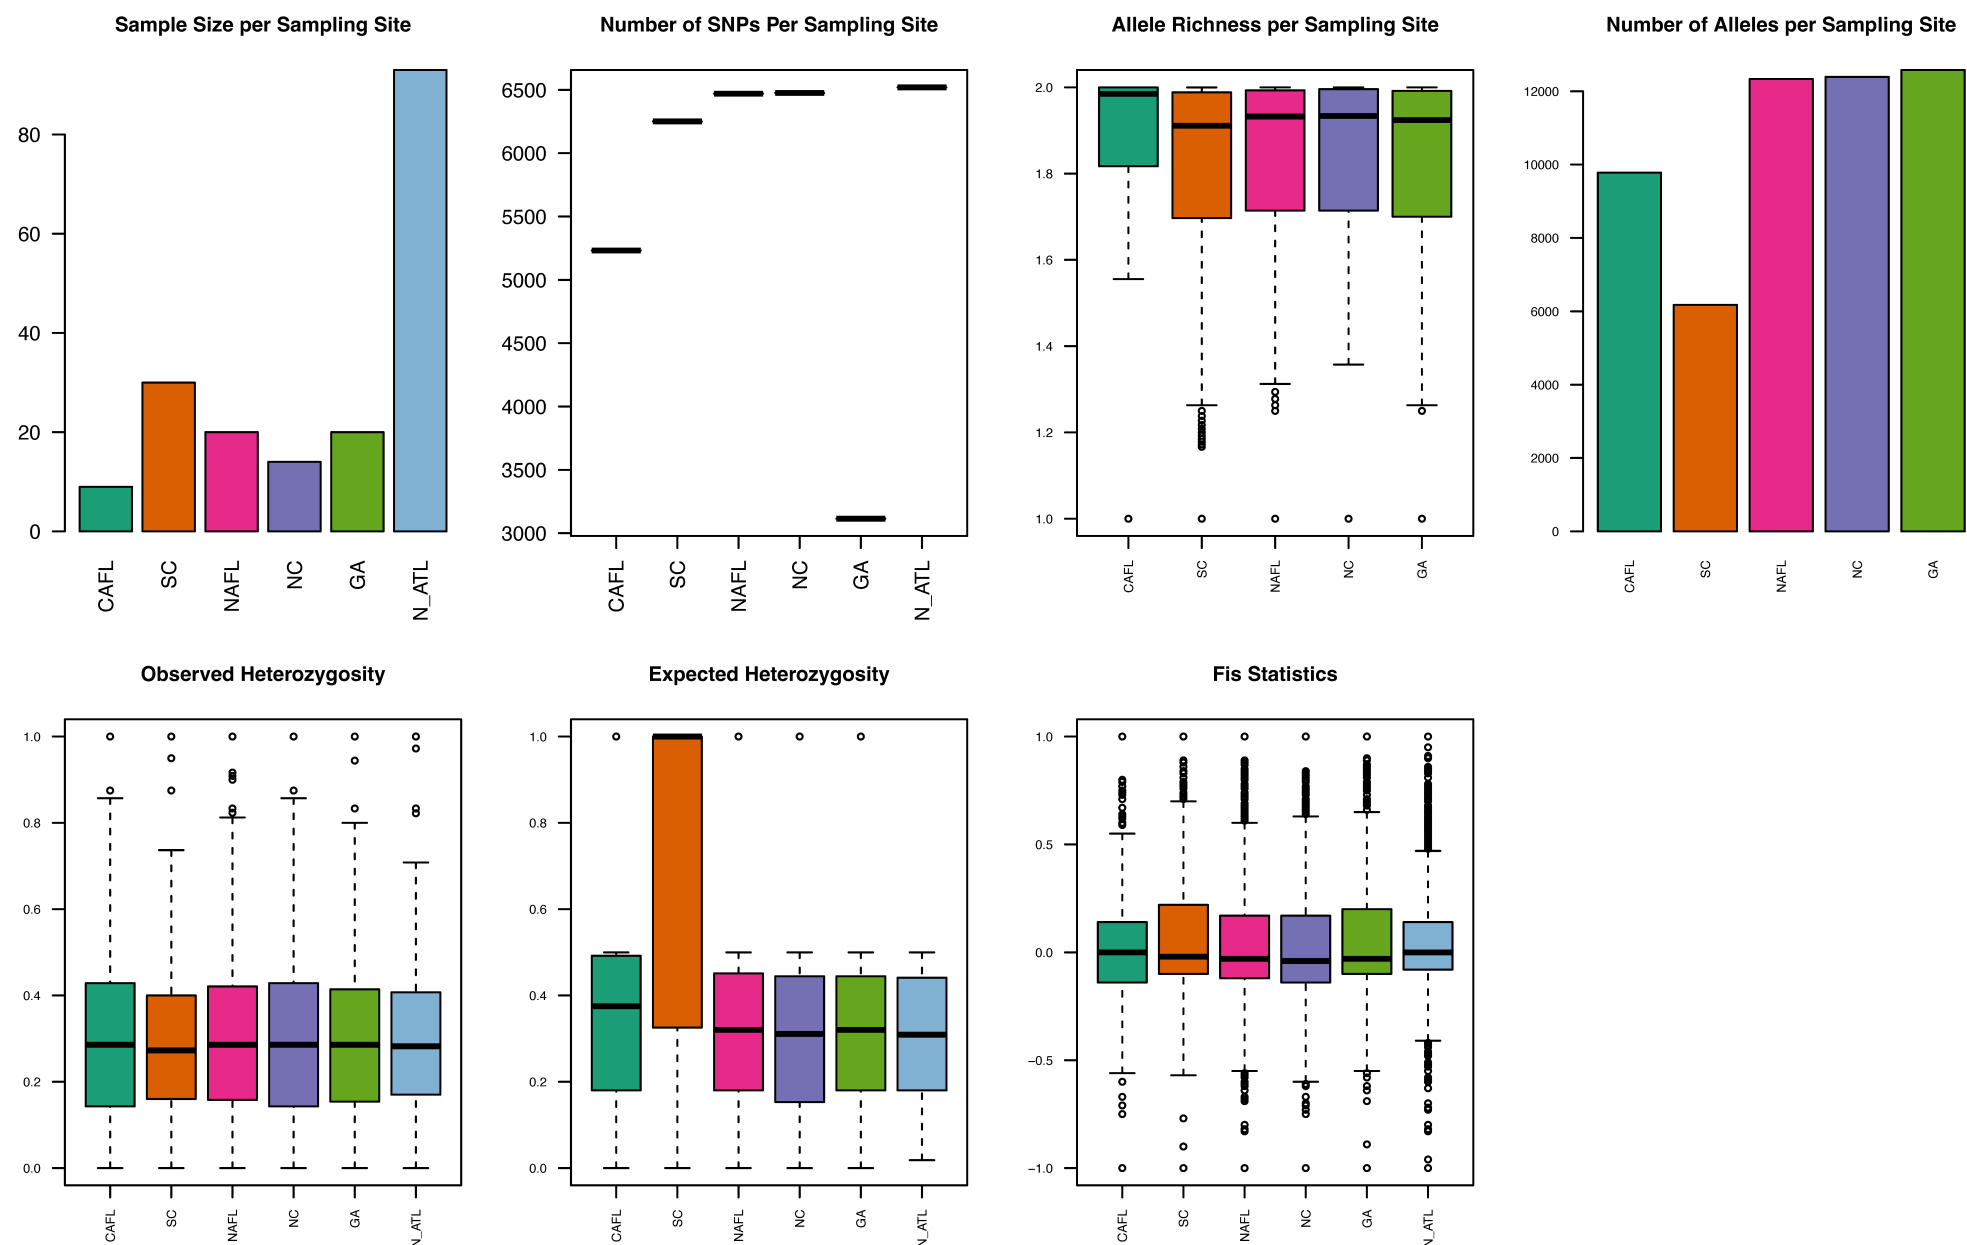 Sample Size per Sampling Site
80
60
40
20
0
CAFL
SC
NAFL
NC
GA
N_ATL
Number of SNPs Per Sampling Site
6500
6000
5500
5000
4500
4000
3500
3000
CAFL
SC
NAFL
NC
GA
N_ATL
Allele Richness per Sampling Site
2.0
1.8
1.6
1.4
1.2
1.0
CAFL
SC
NAFL
NC
GA
Number of Alleles per Sampling Site
12000
10000
8000
6000
4000
2000
0
CAFL
SC
NAFL
NC
GA
Observed Heterozygosity
1.0
0.8
0.6
0.4
0.2
0.0
CAFL
SC
NAFL
NC
GA
N_ATL
Expected Heterozygosity
1.0
0.8
0.6
0.4
0.2
0.0
CAFL
SC
NAFL
NC
GA
N_ATL
Fis Statistics
1.0
0.5
0.0
−0.5
−1.0
CAFL
SC
NAFL
NC
GA
N_ATL